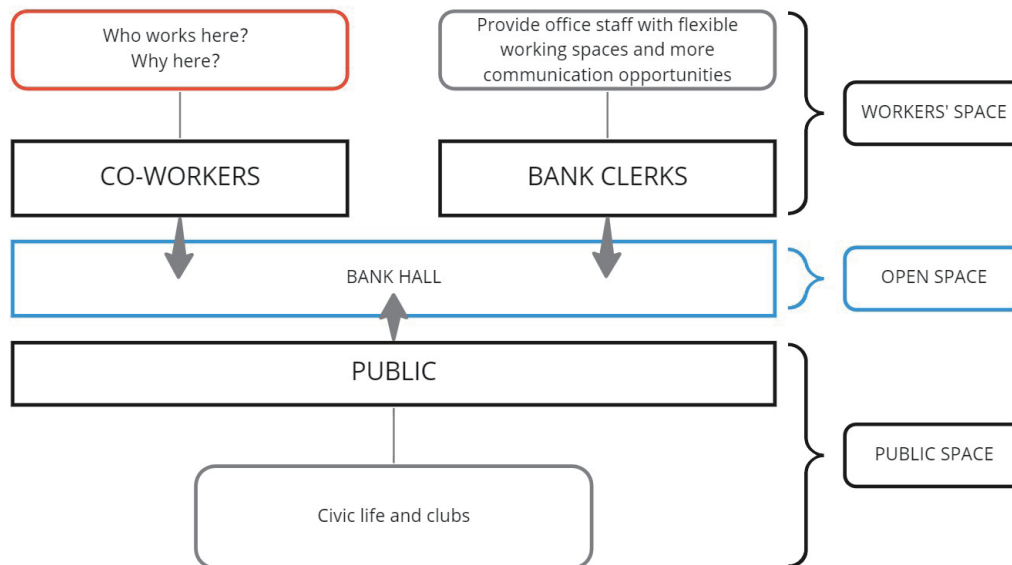 Who works here?
Why here?
Provide office staff with flexible
working spaces and more
communication opportunities
WORKERS' SPACE
CO-WORKERS
BANK CLERKS
BANK HALL
OPEN SPACE
PUBLIC
PUBLIC SPACE
Civic life and clubs